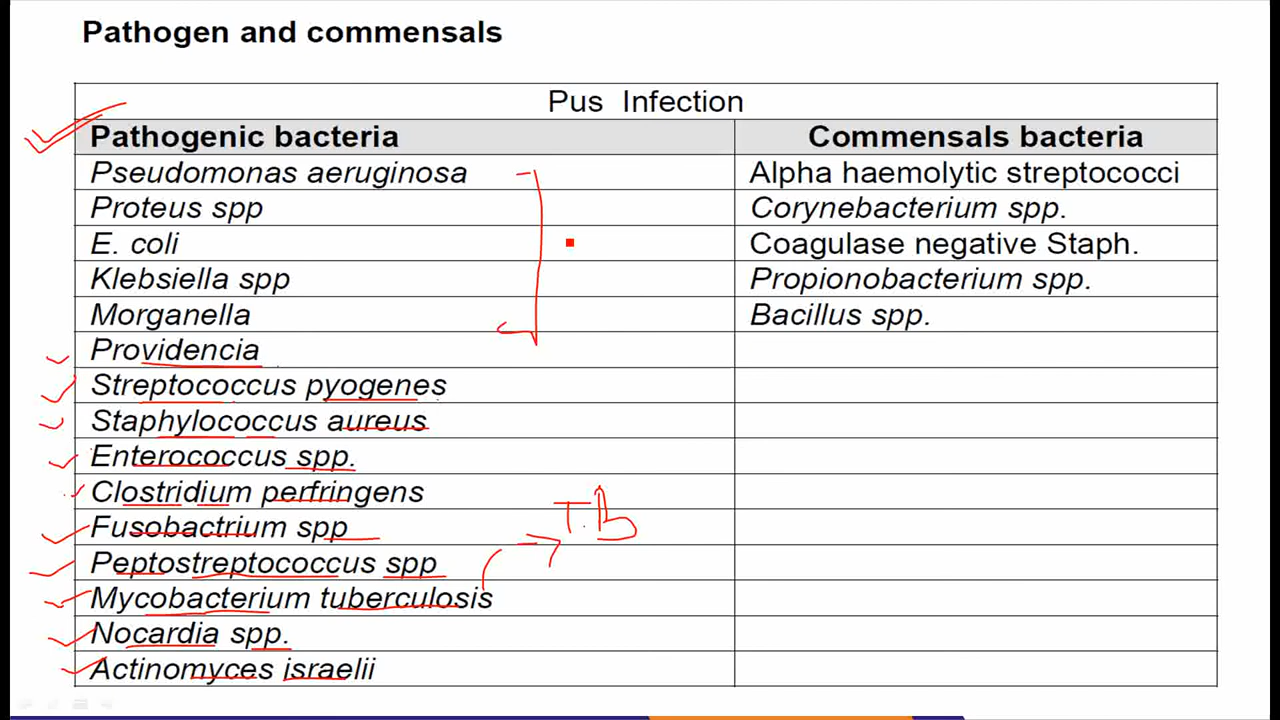 Pathogen and commensals
Pus Infection
Pathogenic bacteria Commensals bacteria
Pseudomonas aeruginosa Alpha haemolytic streptococci
Proteus spp Corynebacterium spp.
E. coli Coagulase negative Staph.
Klebsiella spp Propionobacterium spp.
Morganella Bacillus spp.
Providencia
Streptococcus pyogenes
Staphylococcus aureus
Enterococcus spp.
Clostridium perfringens
Fusobactrium spp
T.B
Peptostreptococcus spp
Mycobacterium tuberculosis
Nocardia spp.
Actinomyces israelii